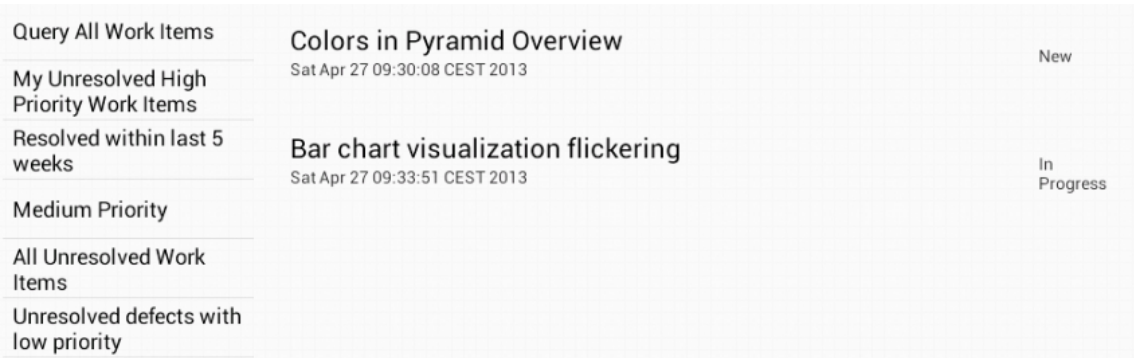 Query All Work Items
My Unresolved High
Priority Work Items
Resolved within last 5
weeks
Medium Priority
All Unresolved Work
Items
Unresolved defects with
low priority
Colors in Pyramid Overview
Sat Apr 27 09:30:08 CEST 2013
New
Bar chart visualization flickering
Sat Apr 27 09:33:51 CEST 2013
In
Progress